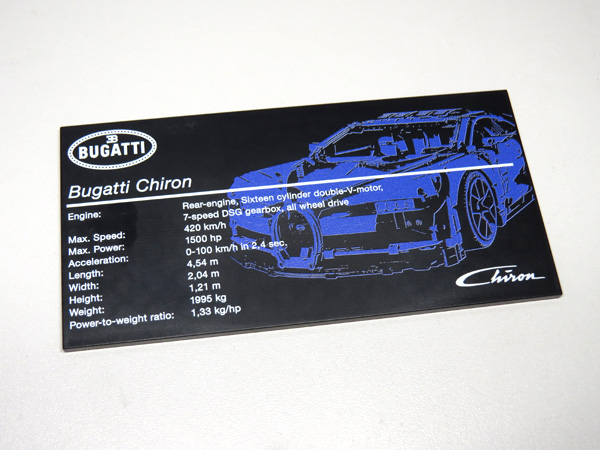 EB
BUGATTI
Bugatti Chiron
Engine: Rear-engine, Sixteen cylinder double-V-motor,
7-speed DSG gearbox, all wheel drive
Max. Speed: 420 km/h
Max. Power: 1500 hp
Acceleration: 0-100 km/h in 2.4 sec.
Length: 4,54 m
Width: 2,04 m
Height: 1,21 m
Weight: 1995 kg
Power-to-weight ratio: 1,33 kg/hp
Chiron